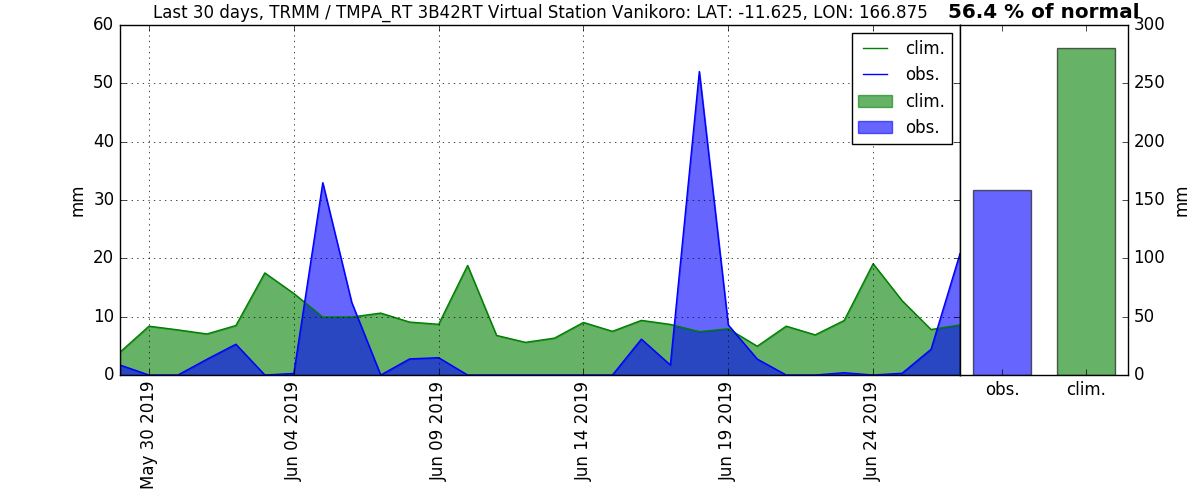 Last 30 days, TRMM / TMPA_RT 3B42RT Virtual Station Vanikoro: LAT: -11.625, LON: 166.875
56.4 % of normal
60
50
40
30
20
10
0
mm
clim.
obs.
clim.
obs.
May 30 2019
Jun 04 2019
Jun 09 2019
Jun 14 2019
Jun 19 2019
Jun 24 2019
300
250
200
150
100
50
0
mm
obs.
clim.